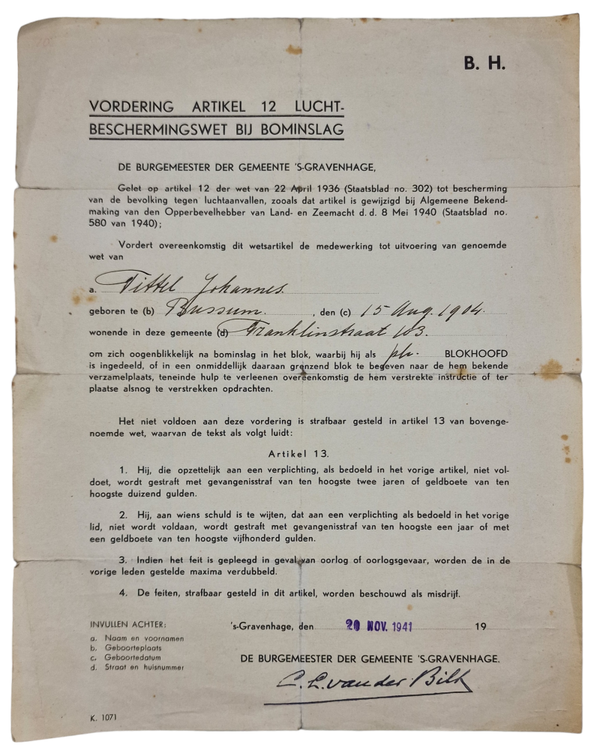 B. H.
VORDERING ARTIKEL 12 LUCHT-
BESCHERMINGSWET BIJ BOMINSLAG
DE BURGEMEESTER DER GEMEENTE 'S-GRAVENHAGE,
Gelet op artikel 12 der wet van 22 April 1936 (Staatsblad no. 302) tot bescherming
van de bevolking tegen luchtaanvallen, zooals dat artikel is gewijzigd bij Algemeene Bekend-
making van den Opperbevelhebber van Land- en Zeemacht d.d. 8 Mei 1940 (Staatsblad no.
580 van 1940);
Vordert overeenkomstig dit wetsartikel de medewerking tot uitvoering van genoemde
wet van
a. Tittel Johannes
geboren te (b) Bussum. , den (c) 15 Aug. 1904.
wonende in deze gemeente (d) Franklinstraat 103.
om zich oogenblikkelijk na bominslag in het blok, waarbij hij als plv. BLOKHOOFD
is ingedeeld, of in een onmiddellijk daaraan grenzend blok te begeven naar de hem bekende
verzamelplaats, teneinde hulp te verleenen overeenkomstig de hem verstrekte instructie of ter
plaatse alsnog te verstrekken opdrachten.
Het niet voldoen aan deze vordering is strafbaar gesteld in artikel 13 van bovenge-
noemde wet, waarvan de tekst als volgt luidt:
Artikel 13.
1. Hij, die opzettelijk aan een verplichting, als bedoeld in het vorige artikel, niet vol-
doet, wordt gestraft met gevangenisstraf van ten hoogste twee jaren of geldboete van ten
hoogste duizend gulden.
2. Hij, aan wiens schuld is te wijten, dat aan een verplichting als bedoeld in het vorige
lid, niet wordt voldaan, wordt gestraft met gevangenisstraf van ten hoogste een jaar of met
een geldboete van ten hoogste vijfhonderd gulden.
3. Indien het feit is gepleegd in geval van oorlog of oorlogsgevaar, worden de in de
vorige leden gestelde maxima verdubbeld.
4. De feiten, strafbaar gesteld in dit artikel, worden beschouwd als misdrijf.
INVULLEN ACHTER:
a. Naam en voornamen
b. Geboorteplaats
c. Geboortedatum
d. Straat en huisnummer
's-Gravenhage, den 20 NOV. 1941 19
DE BURGEMEESTER DER GEMEENTE 'S-GRAVENHAGE.
C. L. van der Bilt
K. 1071